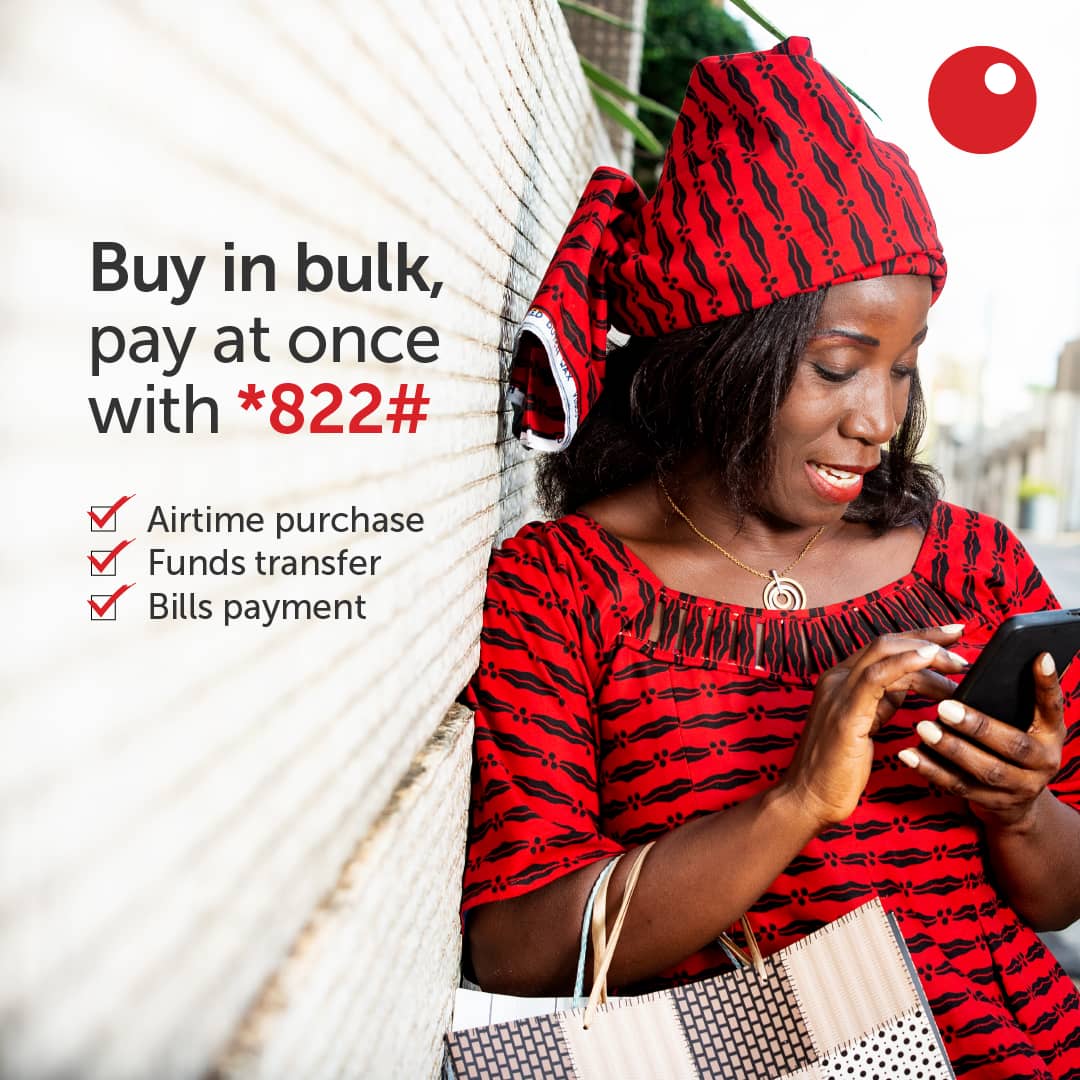 Buy in bulk,
pay at once
with *822#
Airtime purchase
Funds transfer
Bills payment